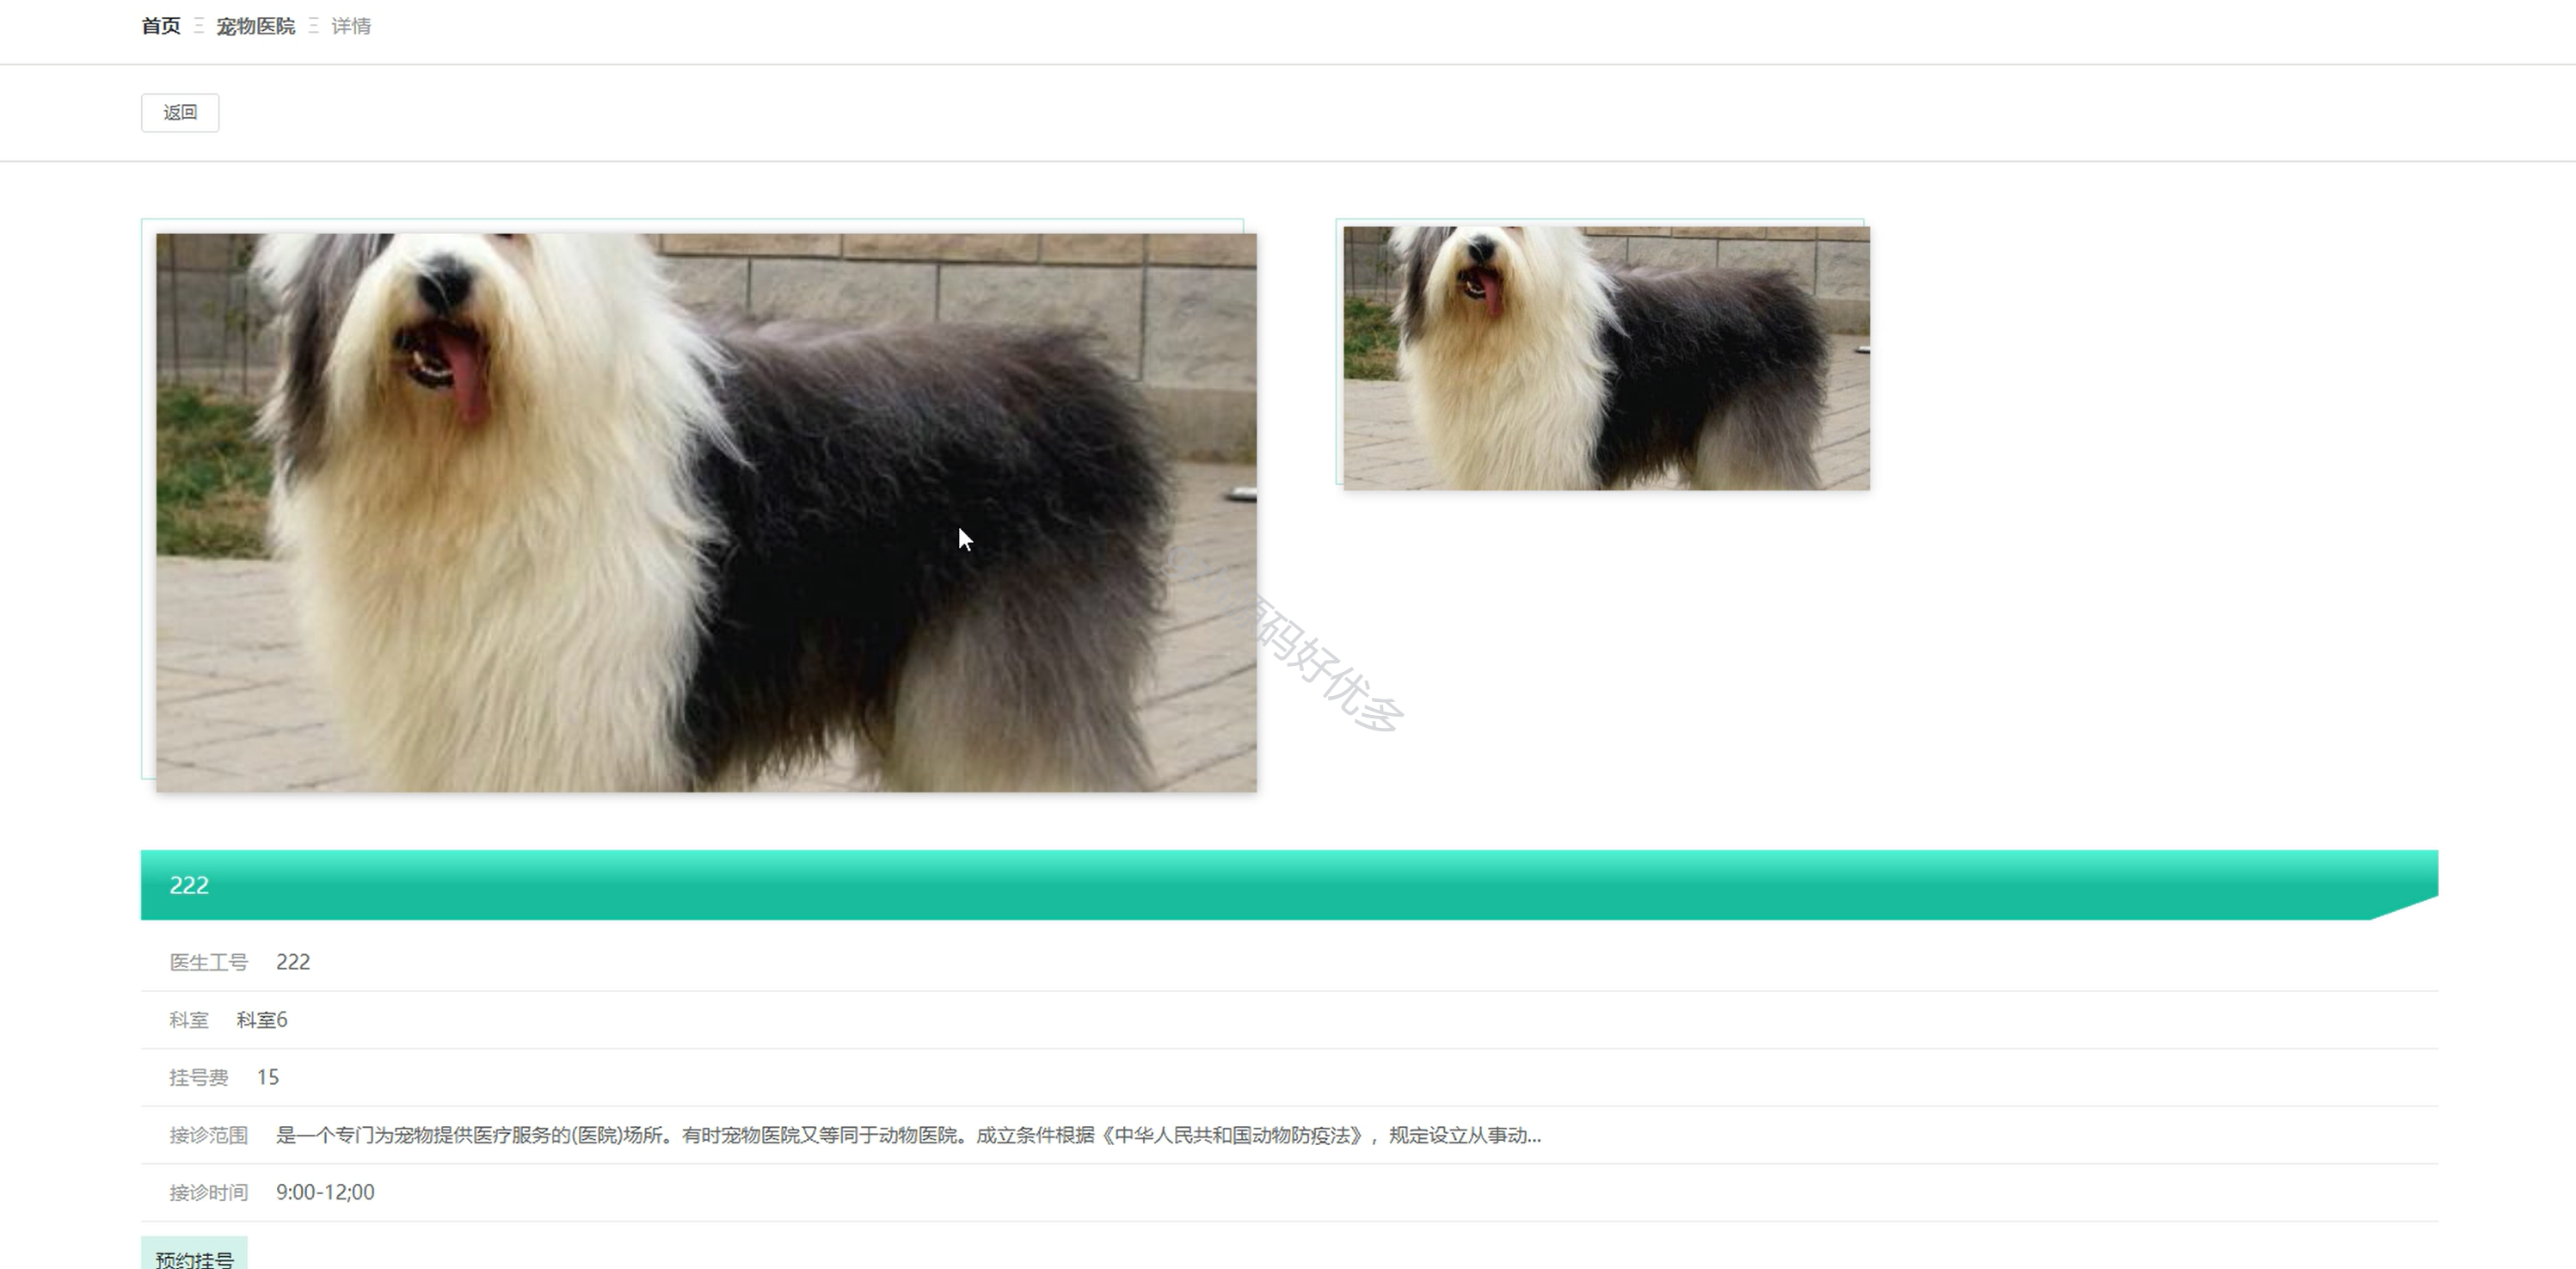 首页 Ξ 宠物医院 Ξ 详情
返回
码好优多
222
医生工号 222
科室 科室6
挂号费 15
接诊范围 是一个专门为宠物提供医疗服务的(医院)场所。有时宠物医院又等同于动物医院。成立条件根据《中华人民共和国动物防疫法》，规定设立从事动...
接诊时间 9:00-12;00
预约挂号